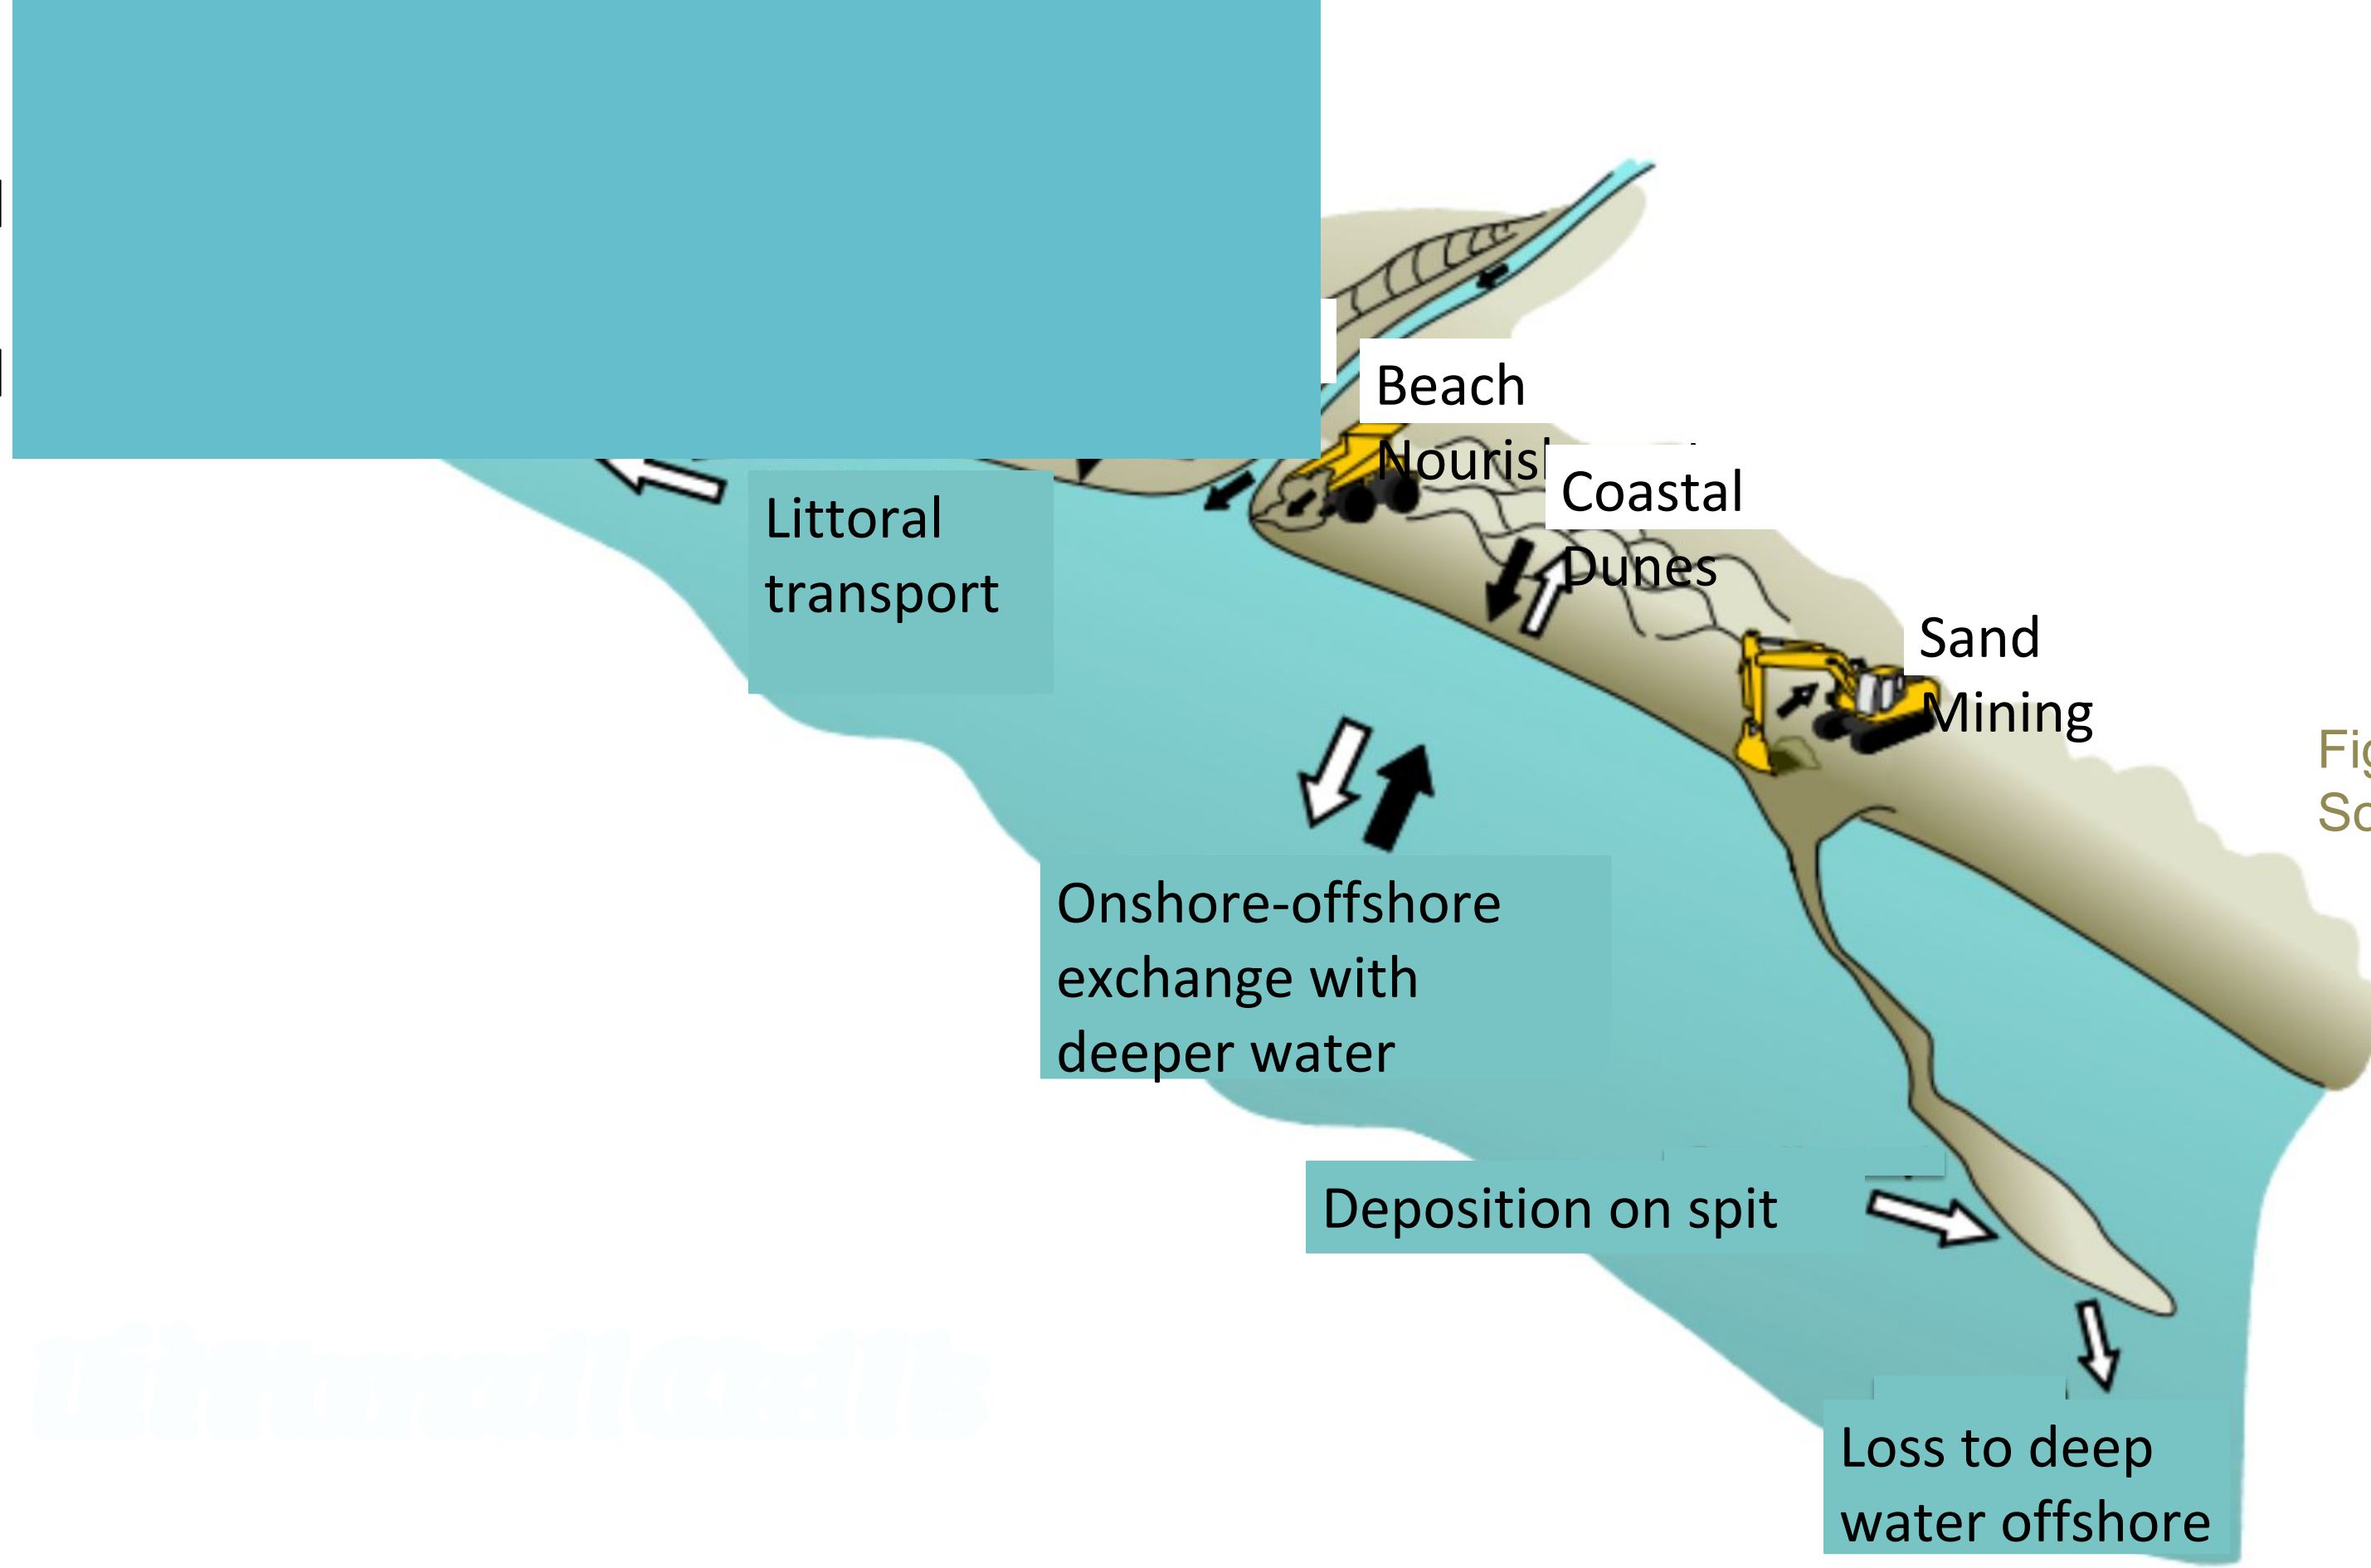 Beach
Coastal
Dunes
Littoral
transport
Sand
Mining
Onshore-offshore
exchange with
deeper water
Deposition on spit
Loss to deep
water offshore